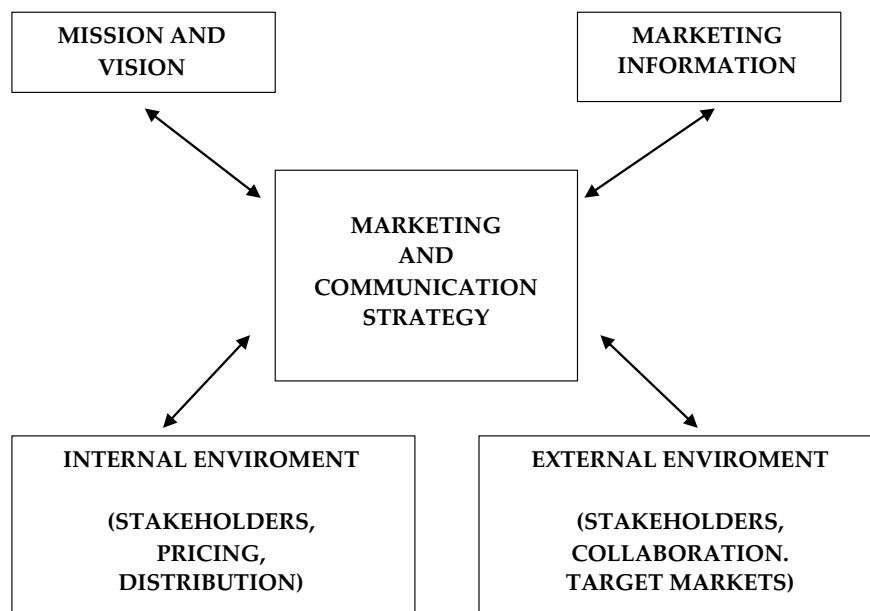 MISSION AND
VISION
MARKETING
INFORMATION
MARKETING
AND
COMMUNICATION
STRATEGY
INTERNAL ENVIROMENT
(STAKEHOLDERS,
PRICING,
DISTRIBUTION)
EXTERNAL ENVIROMENT
(STAKEHOLDERS,
COLLABORATION.
TARGET MARKETS)